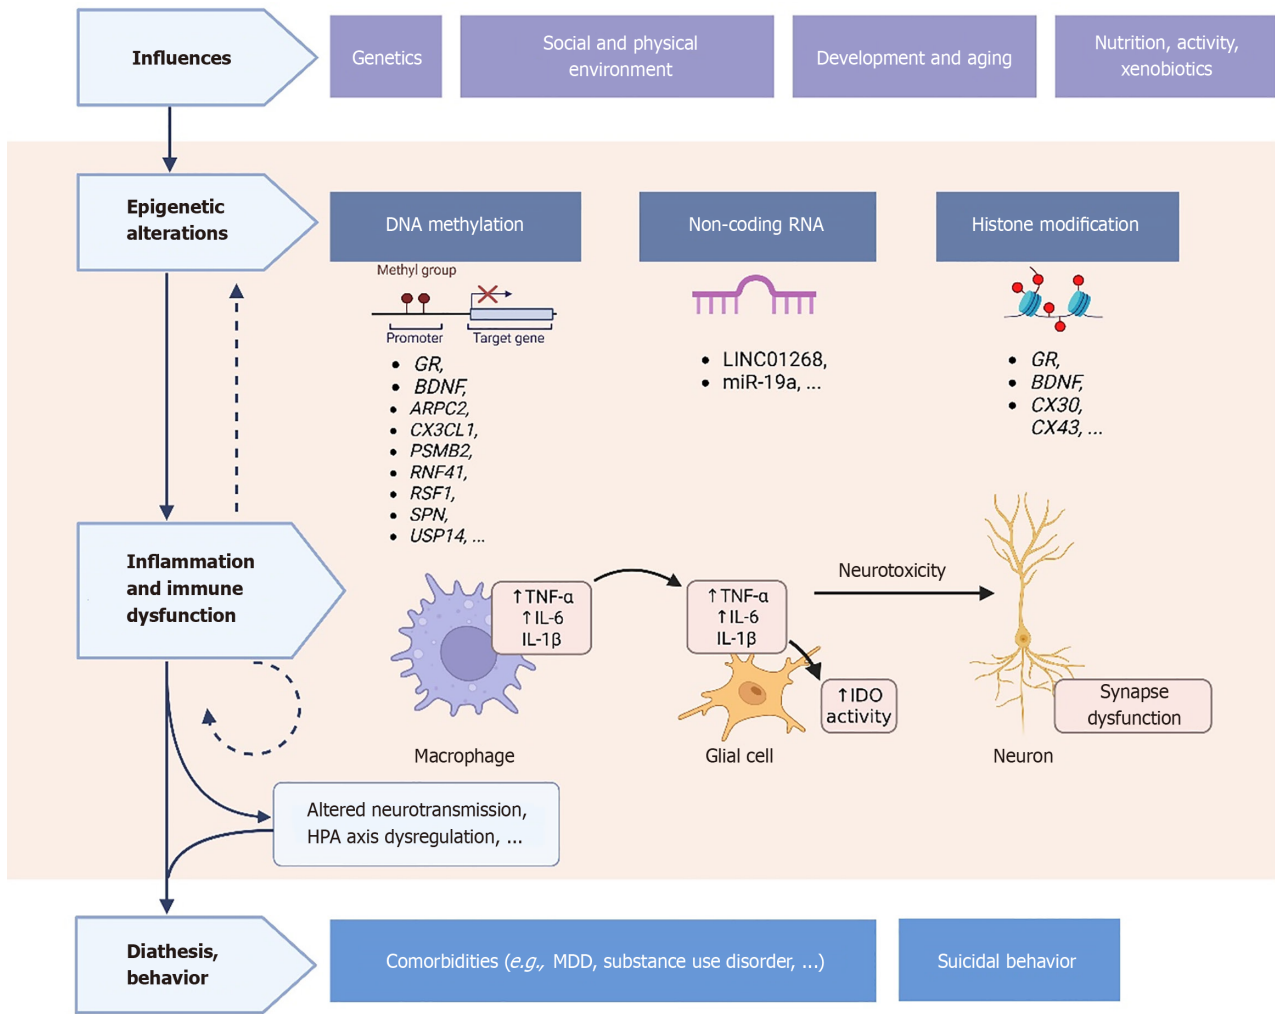 Influences
Genetics
Social and physical
environment
Development and aging
Nutrition, activity,
xenobiotics
Epigenetic
alterations
DNA methylation
Non-coding RNA
Histone modification
Methyl group
Promoter
Target gene
• GR,
• BDNF,
• ARPC2,
• CX3CL1,
• PSMB2,
• RNF41,
• RSF1,
• SPN,
• USP14, ...
• LINC01268,
• miR-19a, ...
• GR,
• BDNF,
• CX30,
CX43, ...
Inflammation
and immune
dysfunction
↑TNF-α
↑IL-6
IL-1β
Macrophage
↑TNF-α
↑IL-6
IL-1β
↑IDO
activity
Glial cell
Neurotoxicity
Synapse
dysfunction
Neuron
Altered neurotransmission,
HPA axis dysregulation, ...
Diathesis,
behavior
Comorbidities (e.g., MDD, substance use disorder, ...)
Suicidal behavior